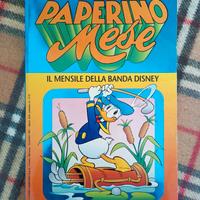 PAPERINO
Mese
IL MENSILE DELLA BANDA DISNEY